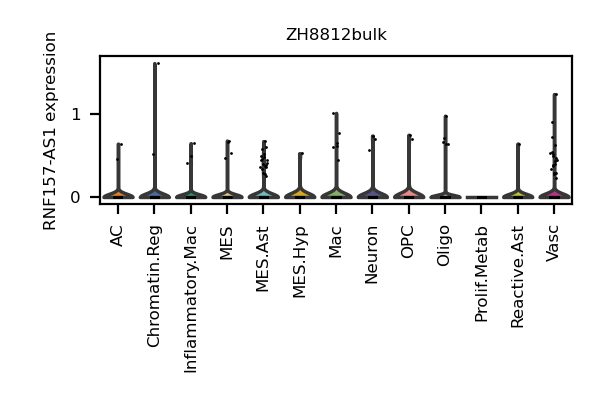 ZH8812bulk
RNF157-AS1 expression
1
0
AC
Chromatin.Reg
Inflammatory.Mac
MES
MES.Ast
MES.Hyp
Mac
Neuron
OPC
Oligo
Prolif.Metab
Reactive.Ast
Vasc